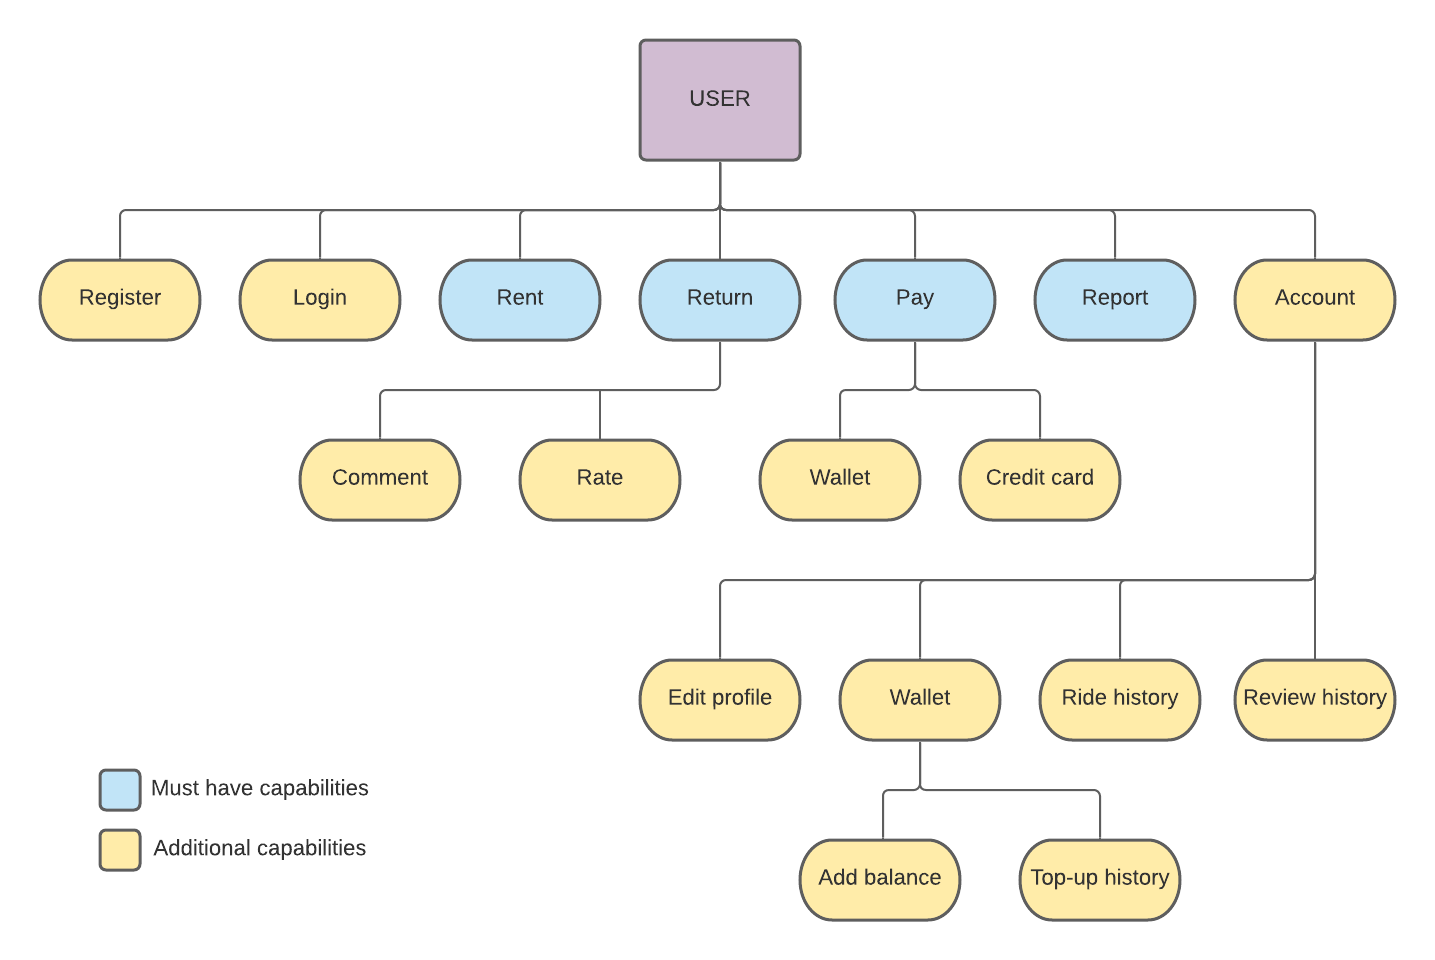 USER
Register
Login
Rent
Return
Pay
Report
Account
Comment
Rate
Wallet
Credit card
Edit profile
Wallet
Ride history
Review history
Must have capabilities
Additional capabilities
Add balance
Top-up history